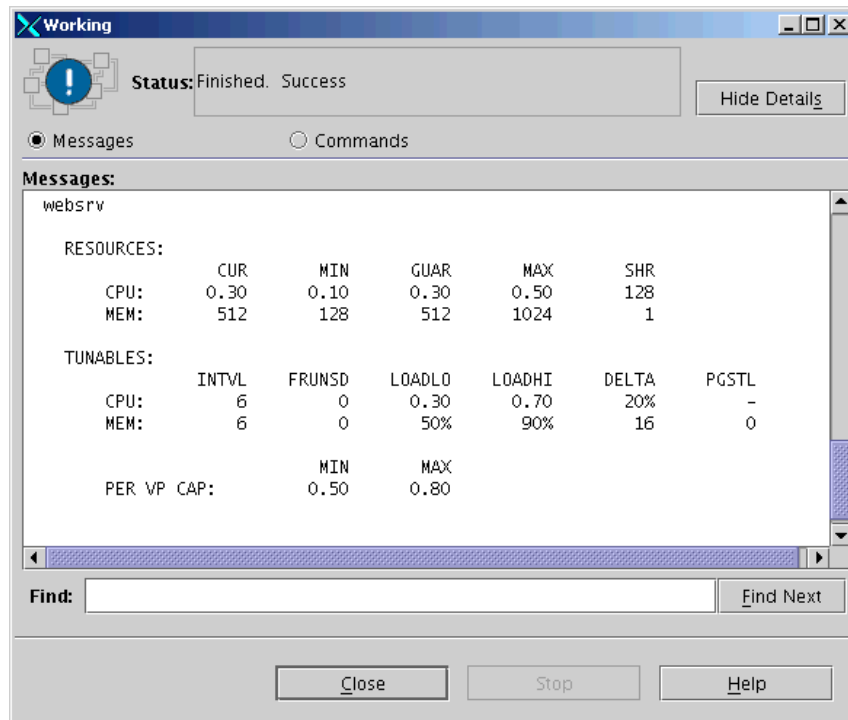 Working
Status: Finished. Success
Hide Details
Messages Commands
Messages:
websrv
RESOURCES:
CUR MIN GUAR MAX SHR
CPU: 0.30 0.10 0.30 0.50 128
MEM: 512 128 512 1024 1
TUNABLES:
INTVL FRUNSD LOADLO LOADHI DELTA PGSTL
CPU: 6 0 0.30 0.70 20% -
MEM: 6 0 50% 90% 16 0
MIN MAX
PER VP CAP: 0.50 0.80
Find: Find Next
Close Stop Help